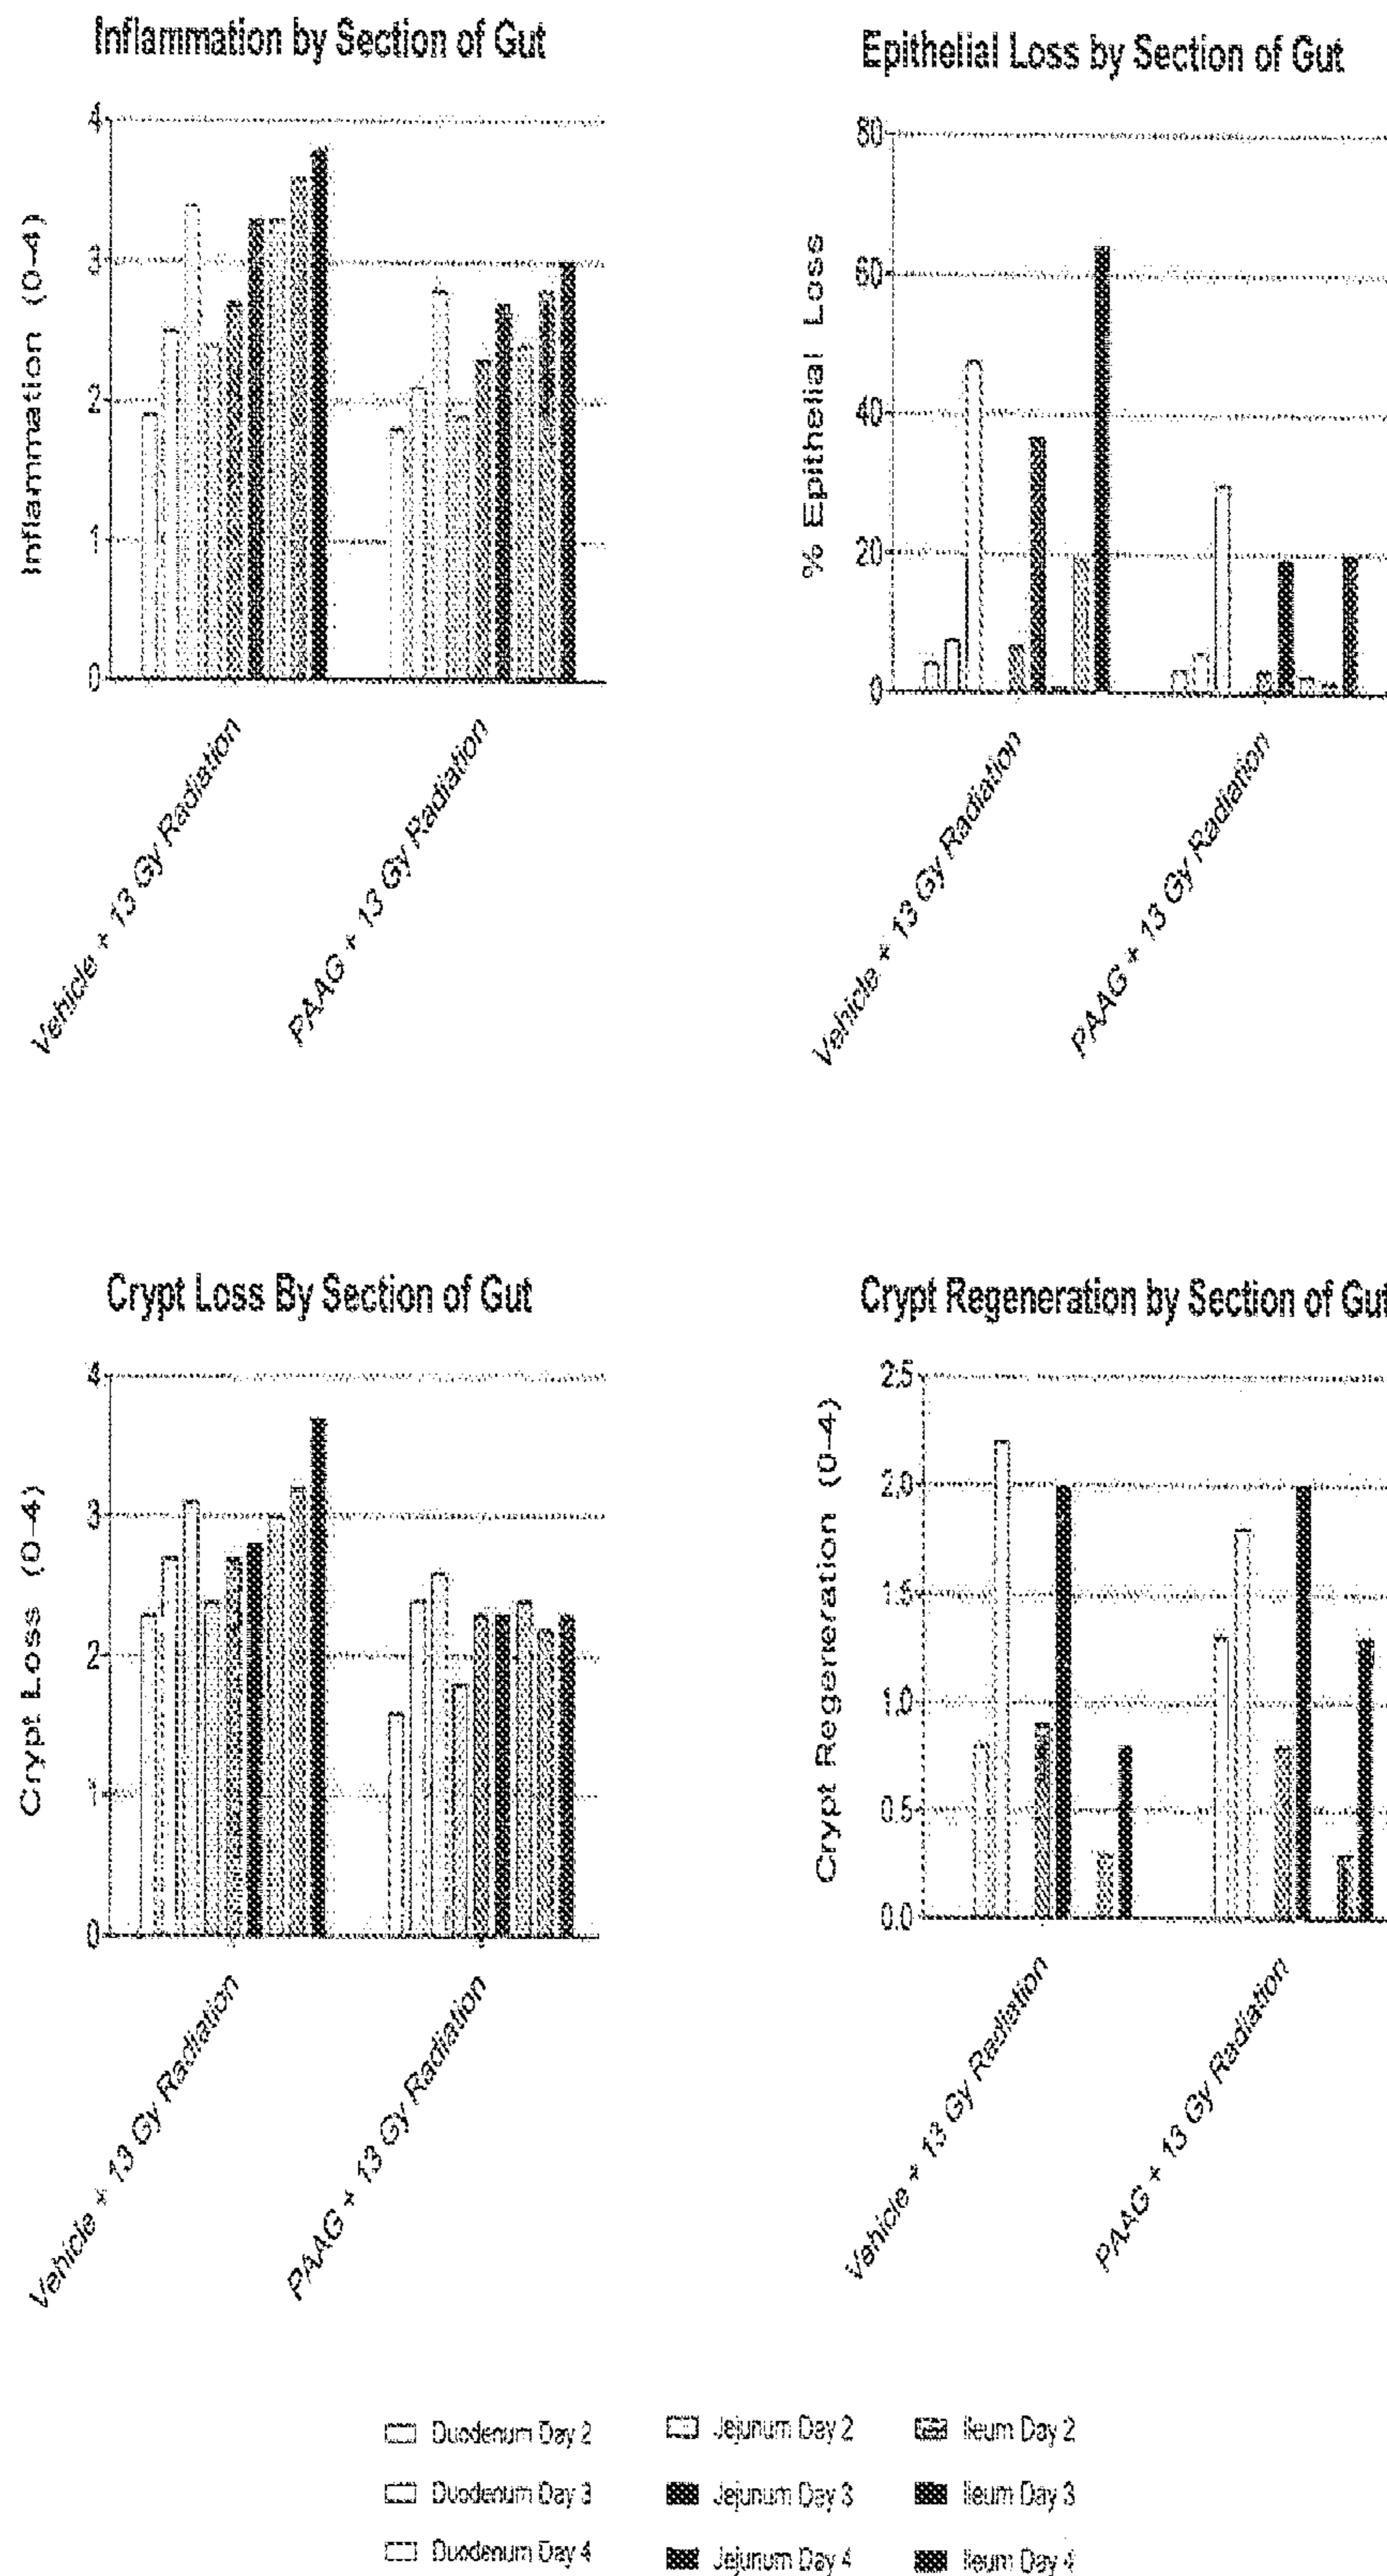 Inflammation by Section of Gut
Inflammation (0-4)
4
3
2
1
0
Vehicle + 13 Gy Radiation
PAAG + 13 Gy Radiation
Epithelial Loss by Section of Gut
% Epithelial Loss
80
60
40
20
0
Vehicle + 13 Gy Radiation
PAAG + 13 Gy Radiation
Crypt Loss By Section of Gut
Crypt Loss (0-4)
4
3
2
1
0
Vehicle + 13 Gy Radiation
PAAG + 13 Gy Radiation
Crypt Regeneration by Section of Gut
Crypt Regeneration (0-4)
2.5
2.0
1.5
1.0
0.5
0.0
Vehicle + 13 Gy Radiation
PAAG + 13 Gy Radiation
Duodenum Day 2
Jejunum Day 2
Ileum Day 2
Duodenum Day 3
Jejunum Day 3
Ileum Day 3
Duodenum Day 4
Jejunum Day 4
Ileum Day 4